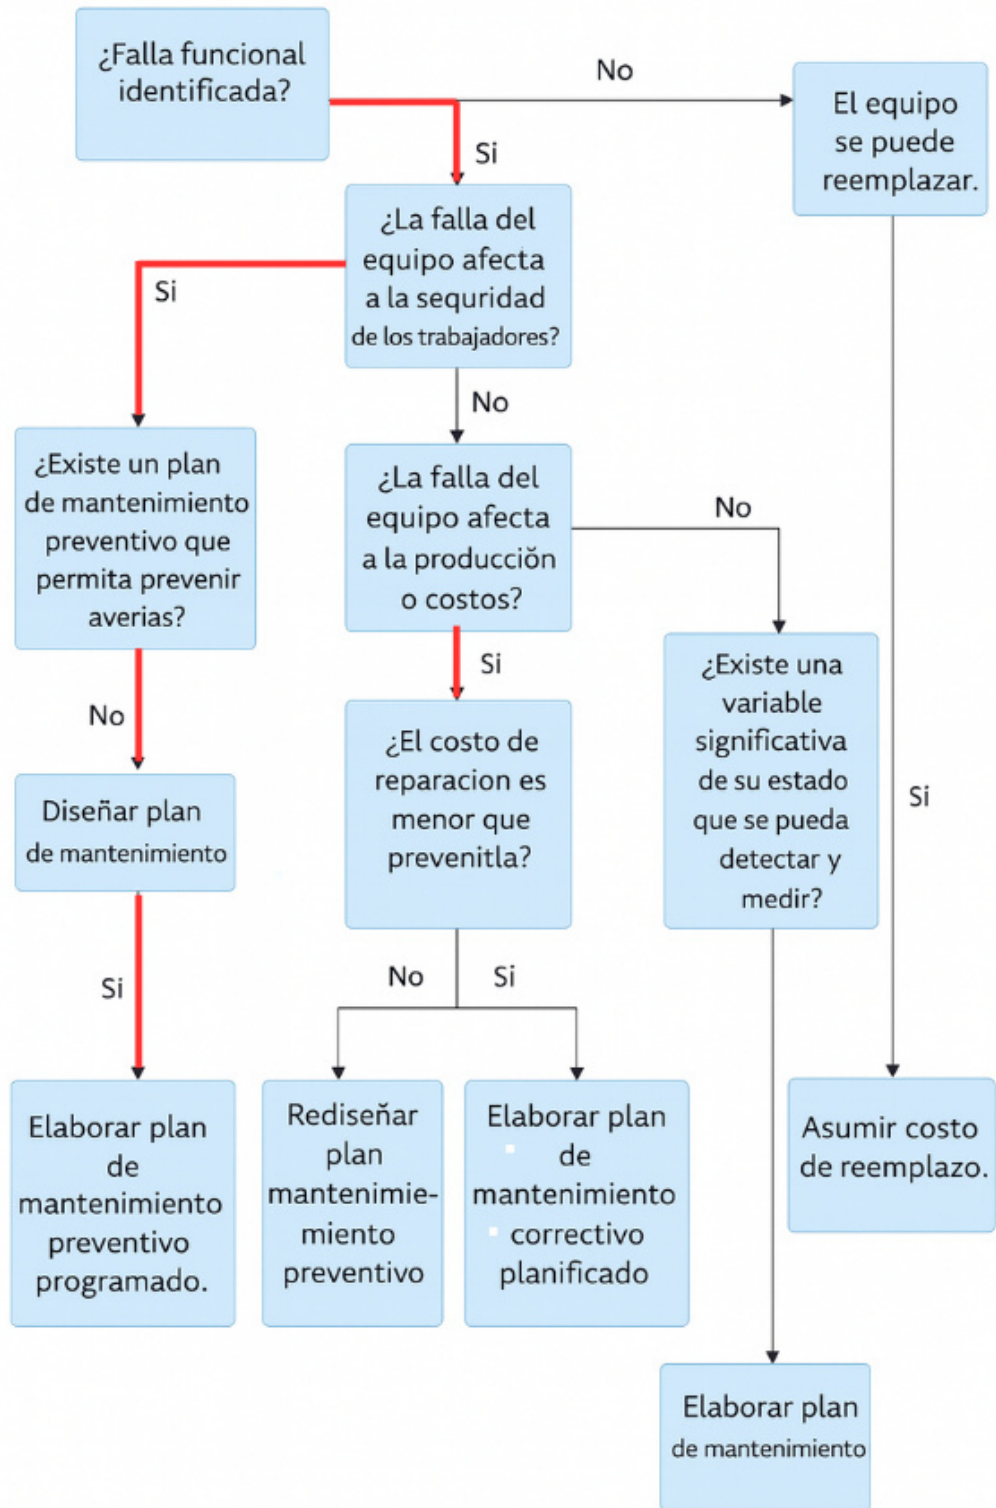 ¿Falla funcional
identificada?
No
El equipo
se puede
reemplazar.
Si
¿La falla del
equipo afecta
a la sequridad
de los trabajadores?
Si
No
¿Existe un plan
de mantenimiento
preventivo que
permita prevenir
averias?
¿La falla del
equipo afecta
a la producción
o costos?
No
Si
¿Existe una
variable
significativa
de su estado
que se pueda
detectar y
medir?
No
¿El costo de
reparacion es
menor que
prevenitla?
Si
Diseñar plan
de mantenimiento
No
Si
Si
Elaborar plan
de
mantenimiento
preventivo
programado.
Rediseñar
plan
mantenimie-
miento
preventivo
Elaborar plan
de
mantenimiento
correctivo
planificado
Asumir costo
de reemplazo.
Elaborar plan
de mantenimiento